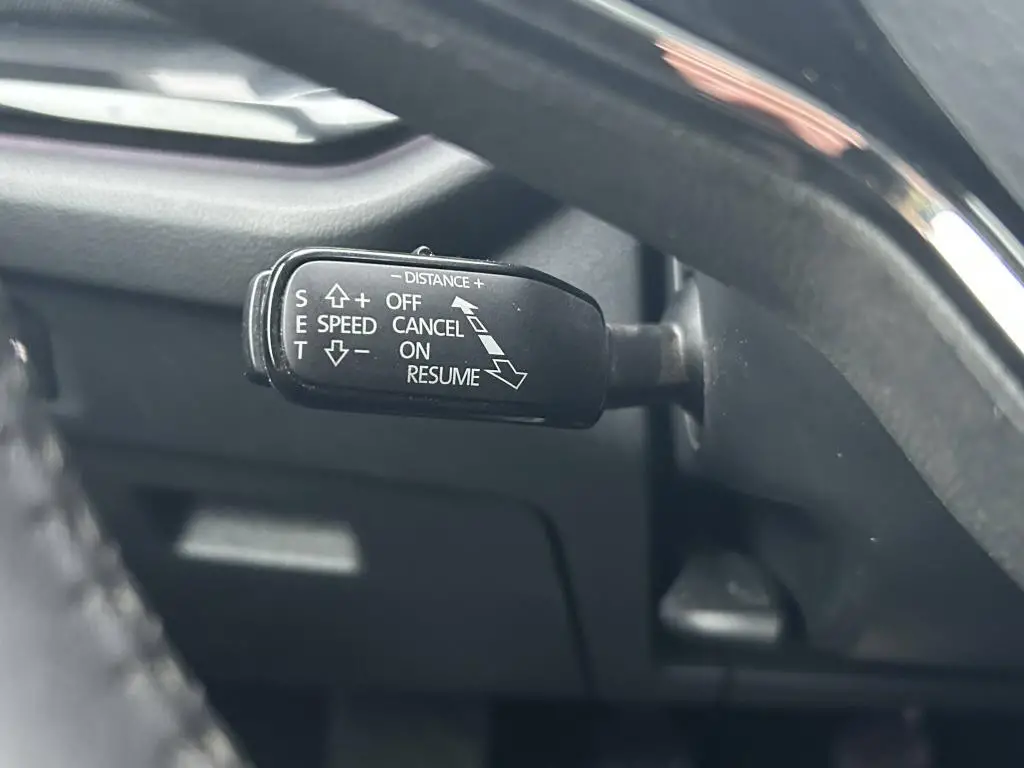 − DISTANCE +
S + OFF
E SPEED CANCEL
T − ON
RESUME